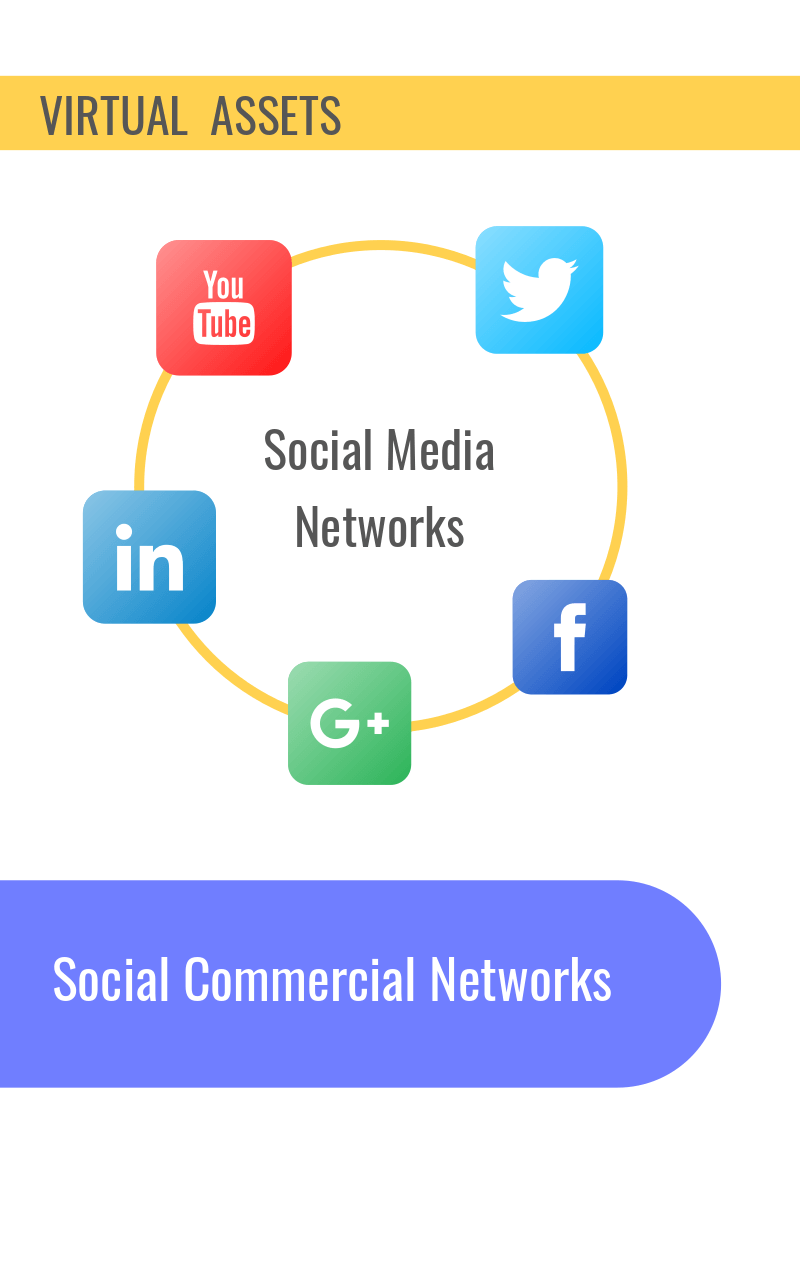 VIRTUAL ASSETS
You
Tube
Social Media
Networks
in
f
G+
Social Commercial Networks